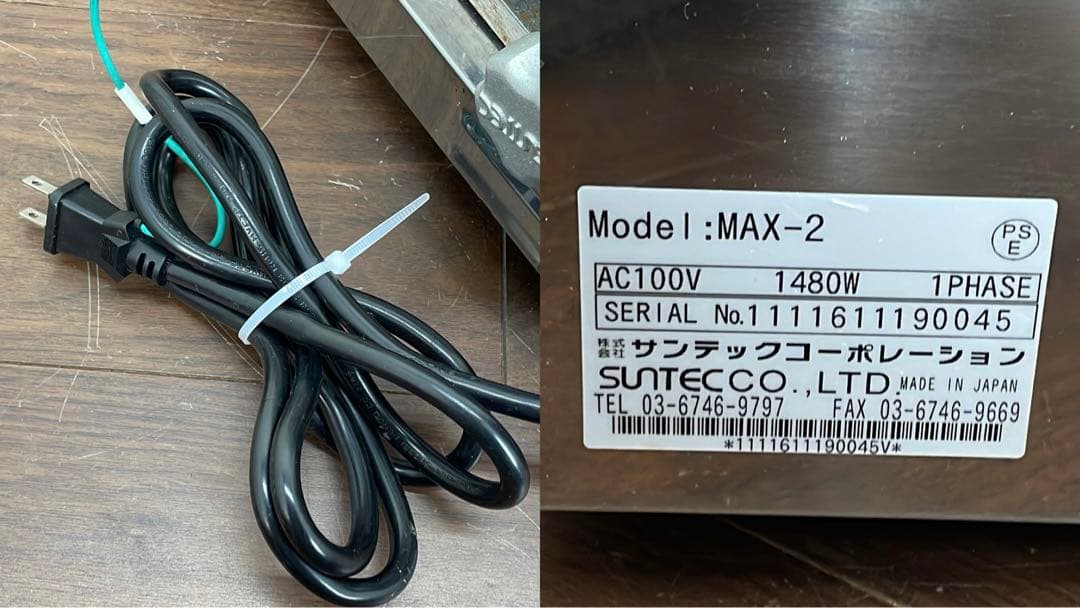 Model:MAX-2
PS
E
AC100V 1480W 1PHASE
SERIAL No.1111611190045
株式会社 サンテックコーポレーション
SUNTEC CO.,LTD. MADE IN JAPAN
TEL 03-6746-9797 FAX 03-6746-9669
*1111611190045V*